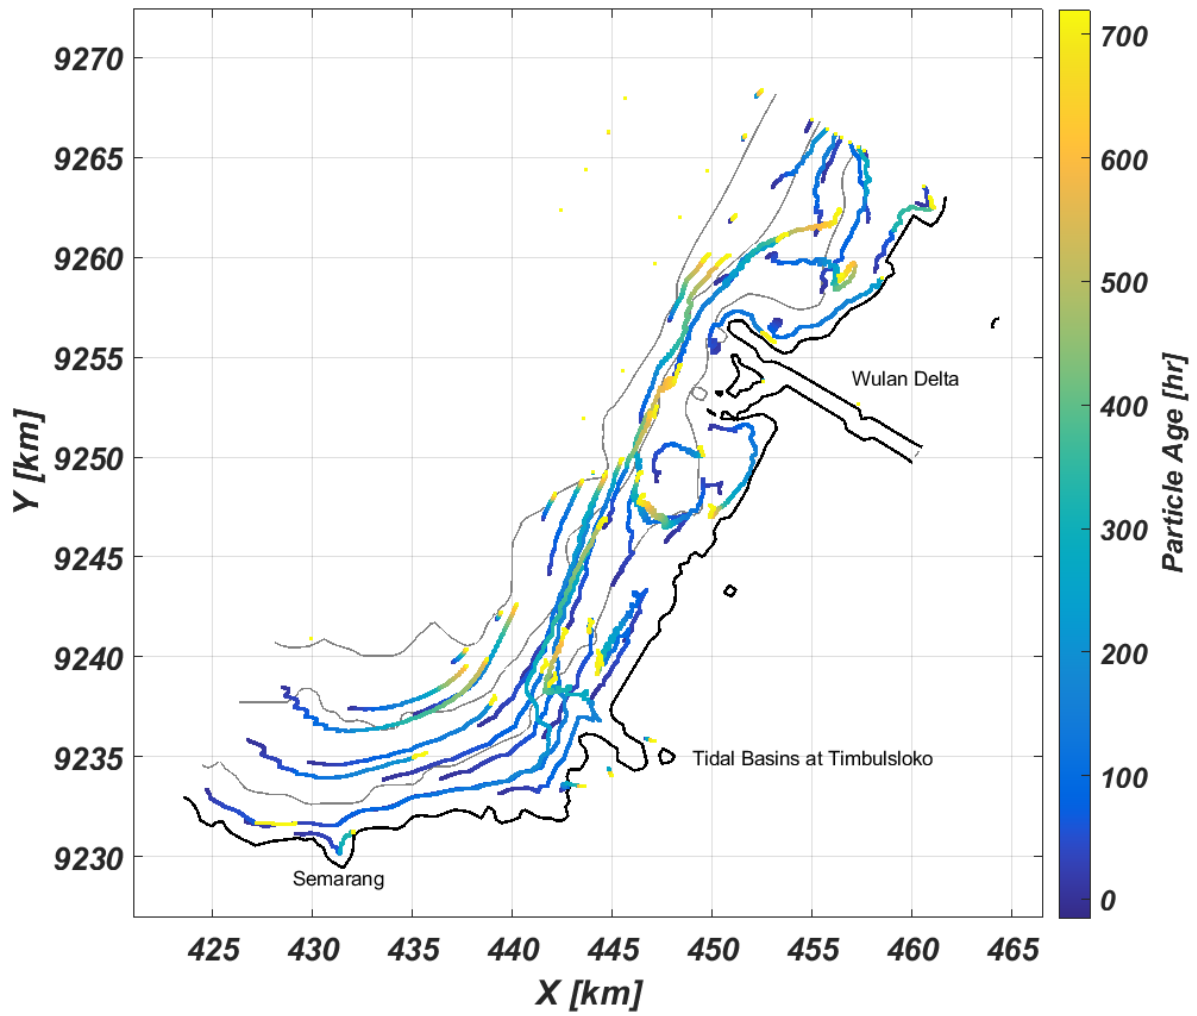 9270
9265
9260
9255
9250
9245
9240
9235
9230
Y [km]
425 430 435 440 445 450 455 460 465
X [km]
Wulan Delta
Tidal Basins at Timbulsloko
Semarang
700
600
500
400
300
200
100
0
Particle Age [hr]